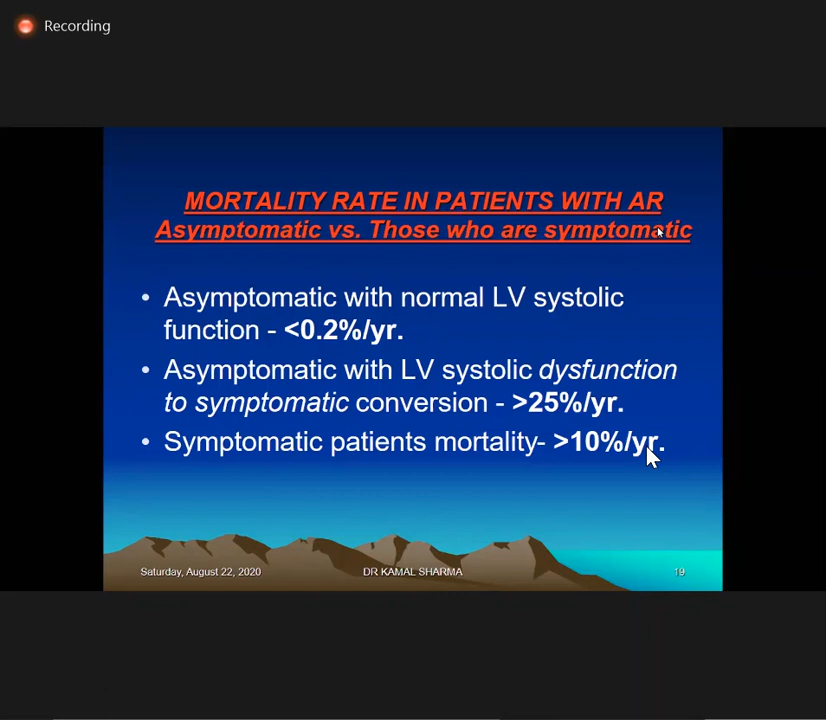 Recording
MORTALITY RATE IN PATIENTS WITH AR
Asymptomatic vs. Those who are symptomatic
• Asymptomatic with normal LV systolic
function - <0.2%/yr.
• Asymptomatic with LV systolic dysfunction
to symptomatic conversion - >25%/yr.
• Symptomatic patients mortality- >10%/yr.
Saturday, August 22, 2020 DR KAMAL SHARMA 19